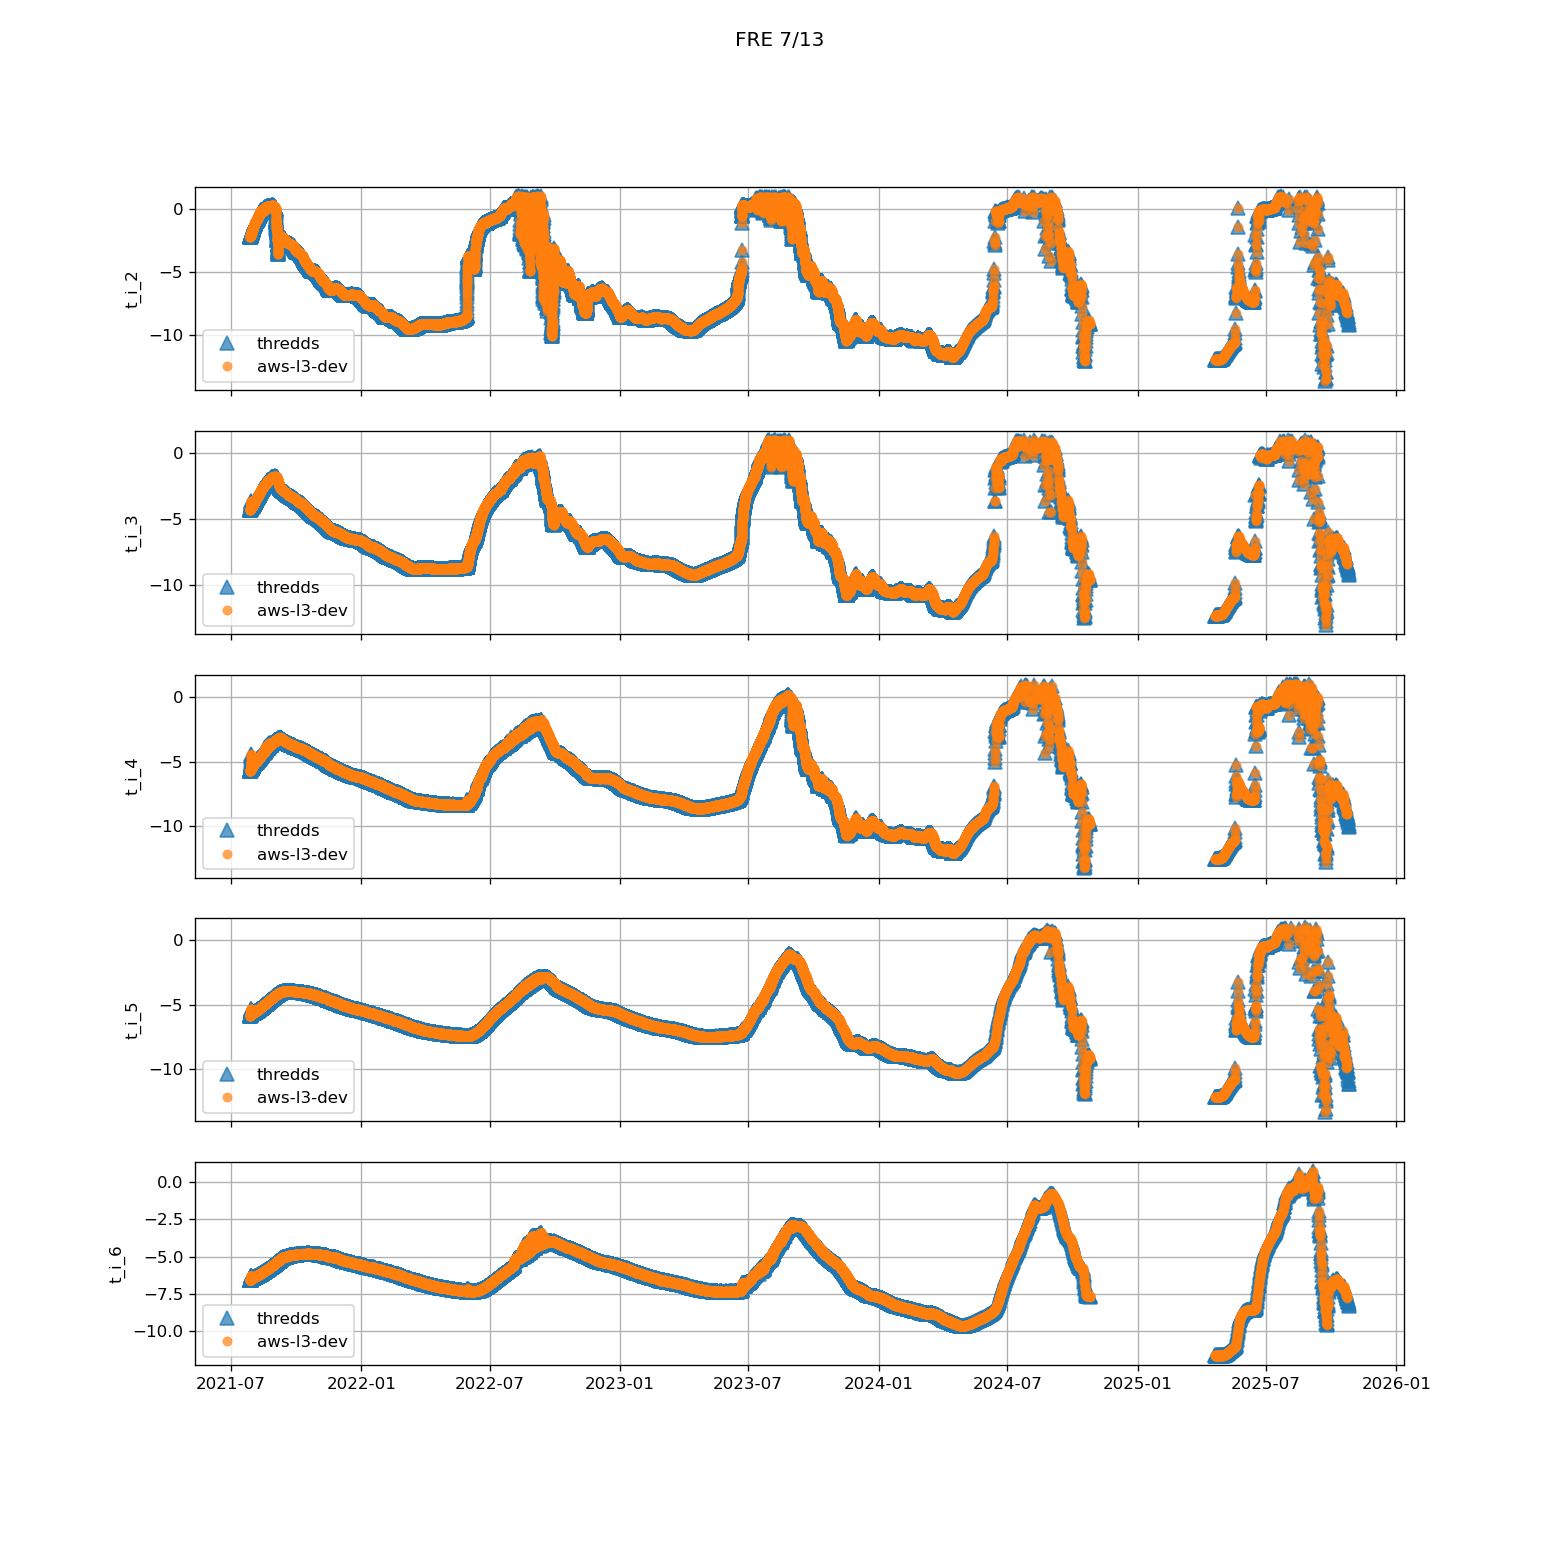 FRE 7/13
0
−5
−10
t_i_2
thredds
aws-l3-dev
0
−5
−10
t_i_3
thredds
aws-l3-dev
0
−5
−10
t_i_4
thredds
aws-l3-dev
0
−5
−10
t_i_5
thredds
aws-l3-dev
0.0
−2.5
−5.0
−7.5
−10.0
t_i_6
thredds
aws-l3-dev
2021-07 2022-01 2022-07 2023-01 2023-07 2024-01 2024-07 2025-01 2025-07 2026-01